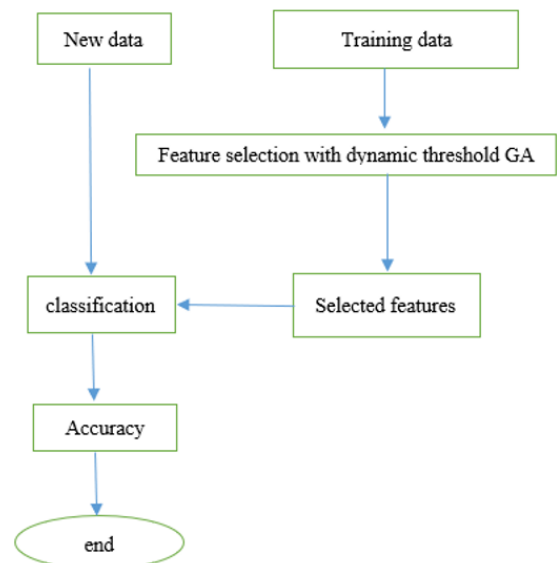 New data
Training data
Feature selection with dynamic threshold GA
classification
Selected features
Accuracy
end